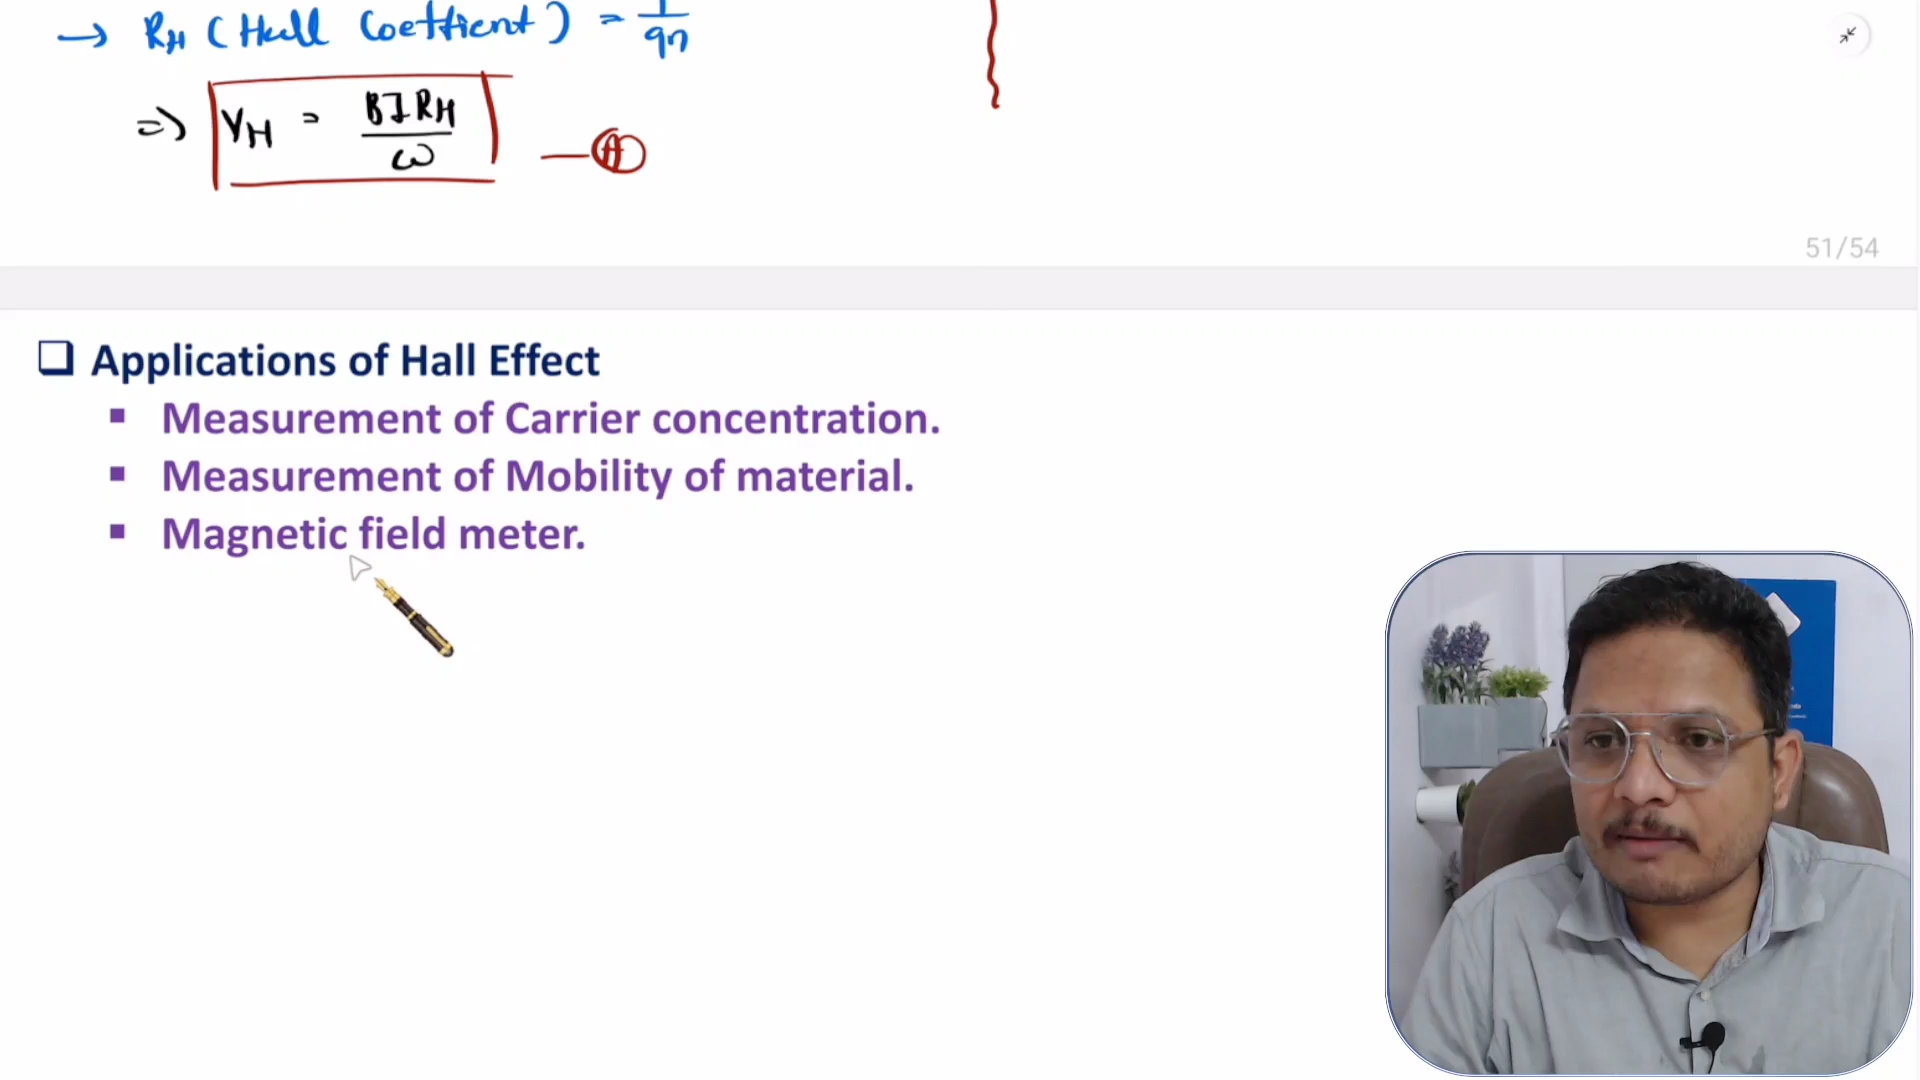 → RH (Hall Coefficient) = 1/qn
⇒ VH = BIRH/w — A
51/54
❑ Applications of Hall Effect
▪ Measurement of Carrier concentration.
▪ Measurement of Mobility of material.
▪ Magnetic field meter.